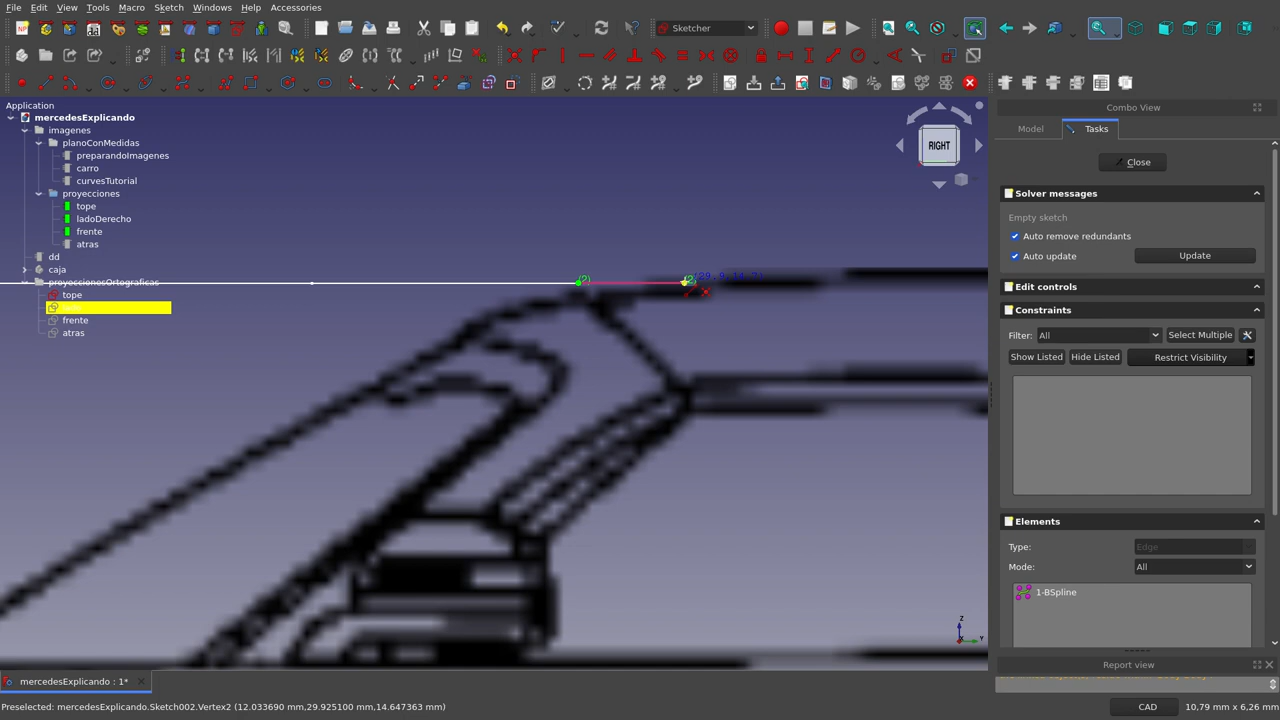 File Edit View Tools Macro Sketch Windows Help Accessories
Sketcher
Application
mercedesExplicando
imagenes
planoConMedidas
preparandoImagenes
carro
curvesTutorial
proyecciones
tope
ladoDerecho
frente
atras
dd
caja
proyeccionesOrtograficas
tope
frente
atras
RIGHT
Z
Y
Combo View
Model Tasks
Close
Solver messages
Empty sketch
Auto remove redundants
Auto update Update
Edit controls
Constraints
Filter: All Select Multiple
Show Listed Hide Listed Restrict Visibility
Elements
Type: Edge
Mode: All
1-BSpline
Report view
mercedesExplicando : 1*
Preselected: mercedesExplicando.Sketch002.Vertex2 (12.033690 mm,29.925100 mm,14.647363 mm)
CAD 10,79 mm x 6,26 mm